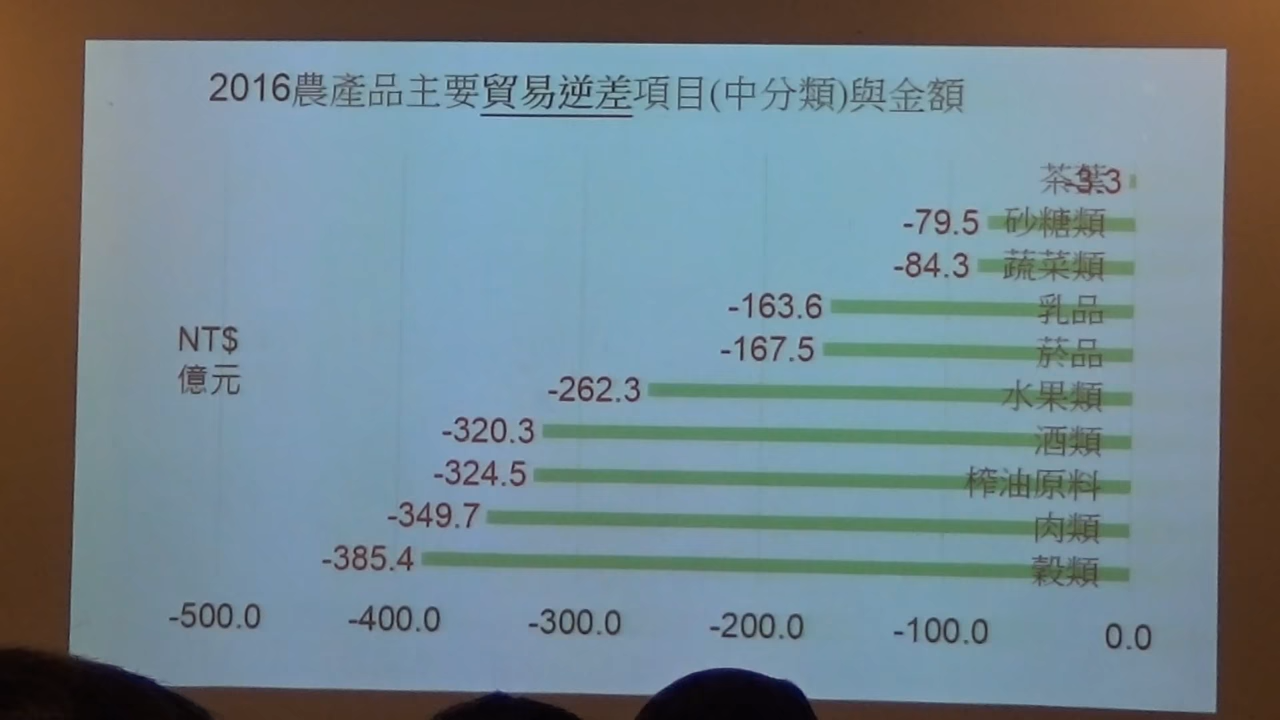 2016農產品主要貿易逆差項目(中分類)與金額
茶葉 -3.3
-79.5 砂糖類
-84.3 蔬菜類
-163.6 乳品
NT$
億元
-167.5 菸品
-262.3 水果類
-320.3 酒類
-324.5 榨油原料
-349.7 肉類
-385.4 穀類
-500.0 -400.0 -300.0 -200.0 -100.0 0.0